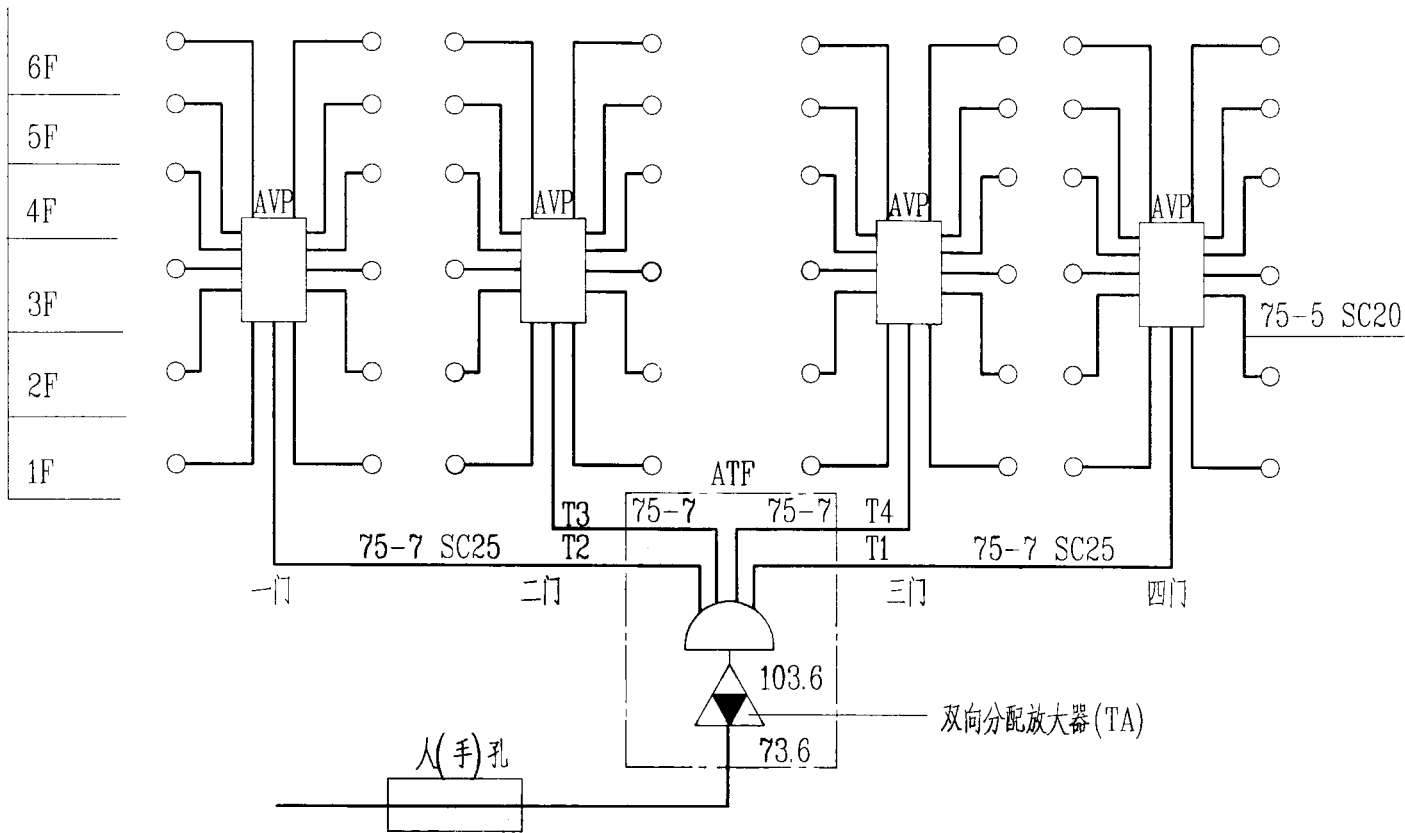 6F
5F
4F
3F
2F
1F
AVP
AVP
AVP
AVP
75-5 SC20
ATF
T3
75-7
75-7
T4
75-7 SC25
T2
T1
75-7 SC25
一门
二门
三门
四门
103.6
双向分配放大器(TA)
73.6
人(手)孔